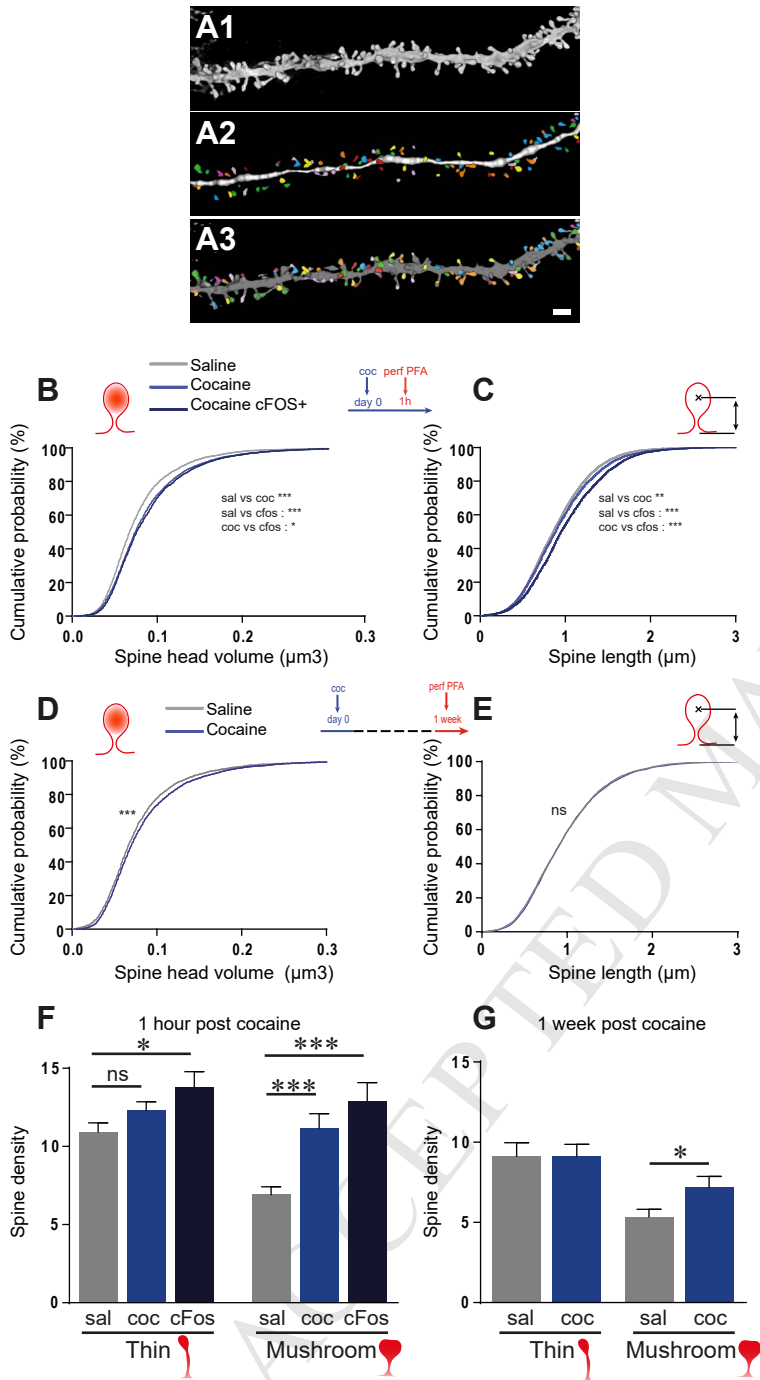 A1
A2
A3
B
Saline
Cocaine
Cocaine cFOS+
coc perf PFA
day 0 1h
C
Cumulative probability (%)
100
80
60
40
20
0
sal vs coc ***
sal vs cfos : ***
coc vs cfos : *
0.0 0.1 0.2 0.3
Spine head volume (µm3)
Cumulative probability (%)
100
80
60
40
20
0
sal vs coc **
sal vs cfos : ***
coc vs cfos : ***
0 1 2 3
Spine length (µm)
D
Saline
Cocaine
coc perf PFA
day 0 1 week
E
Cumulative probability (%)
100
80
60
40
20
0
***
0.0 0.1 0.2 0.3
Spine head volume (µm3)
Cumulative probability (%)
100
80
60
40
20
0
ns
0 1 2 3
Spine length (µm)
F
1 hour post cocaine
Spine density
15
10
5
0
*
ns
***
***
sal coc cFos sal coc cFos
Thin Mushroom
G
1 week post cocaine
Spine density
15
10
5
0
*
sal coc sal coc
Thin Mushroom
ACCEPTED MA